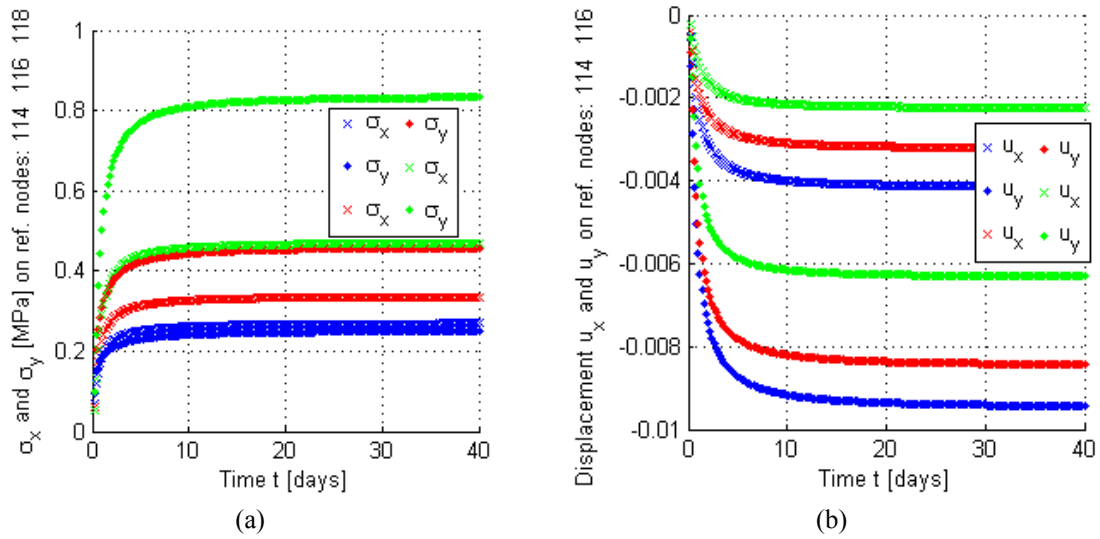 σx and σy [MPa] on ref. nodes: 114 116 118
1
0.8
0.6
0.4
0.2
0
0 10 20 30 40
Time t [days]
× σx ♦ σy
♦ σy × σx
× σx ♦ σy
(a)
Displacement ux and uy on ref. nodes: 114 116
0
-0.002
-0.004
-0.006
-0.008
-0.01
0 10 20 30 40
Time t [days]
× ux ♦ uy
♦ uy × ux
× ux ♦ uy
(b)